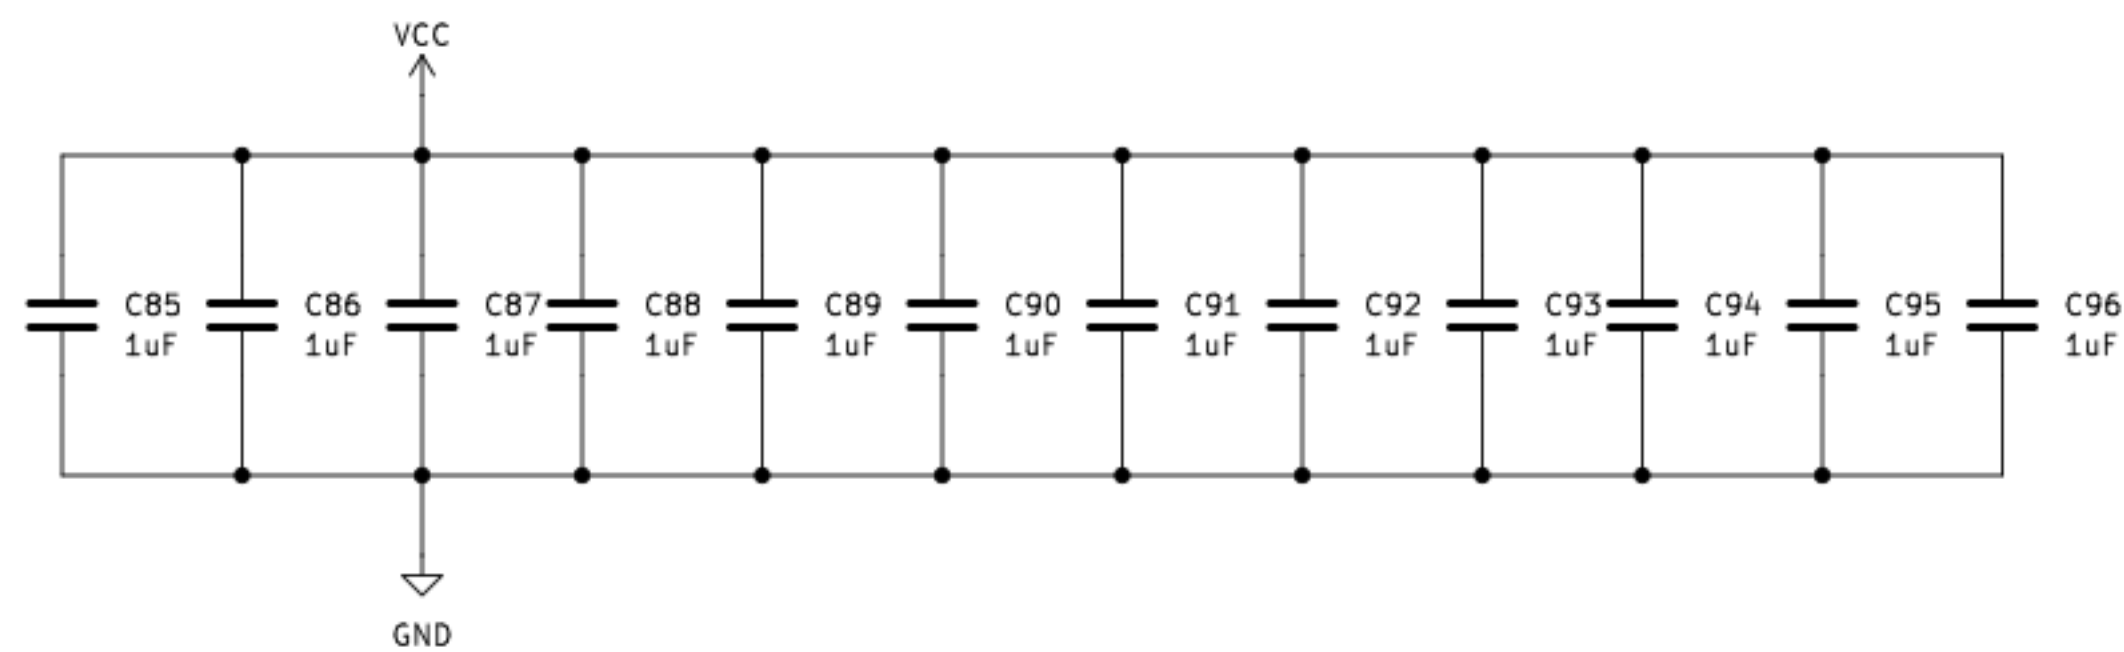 VCC
C85 C86 C87 C88 C89 C90 C91 C92 C93 C94 C95 C96
1uF 1uF 1uF 1uF 1uF 1uF 1uF 1uF 1uF 1uF 1uF 1uF
GND